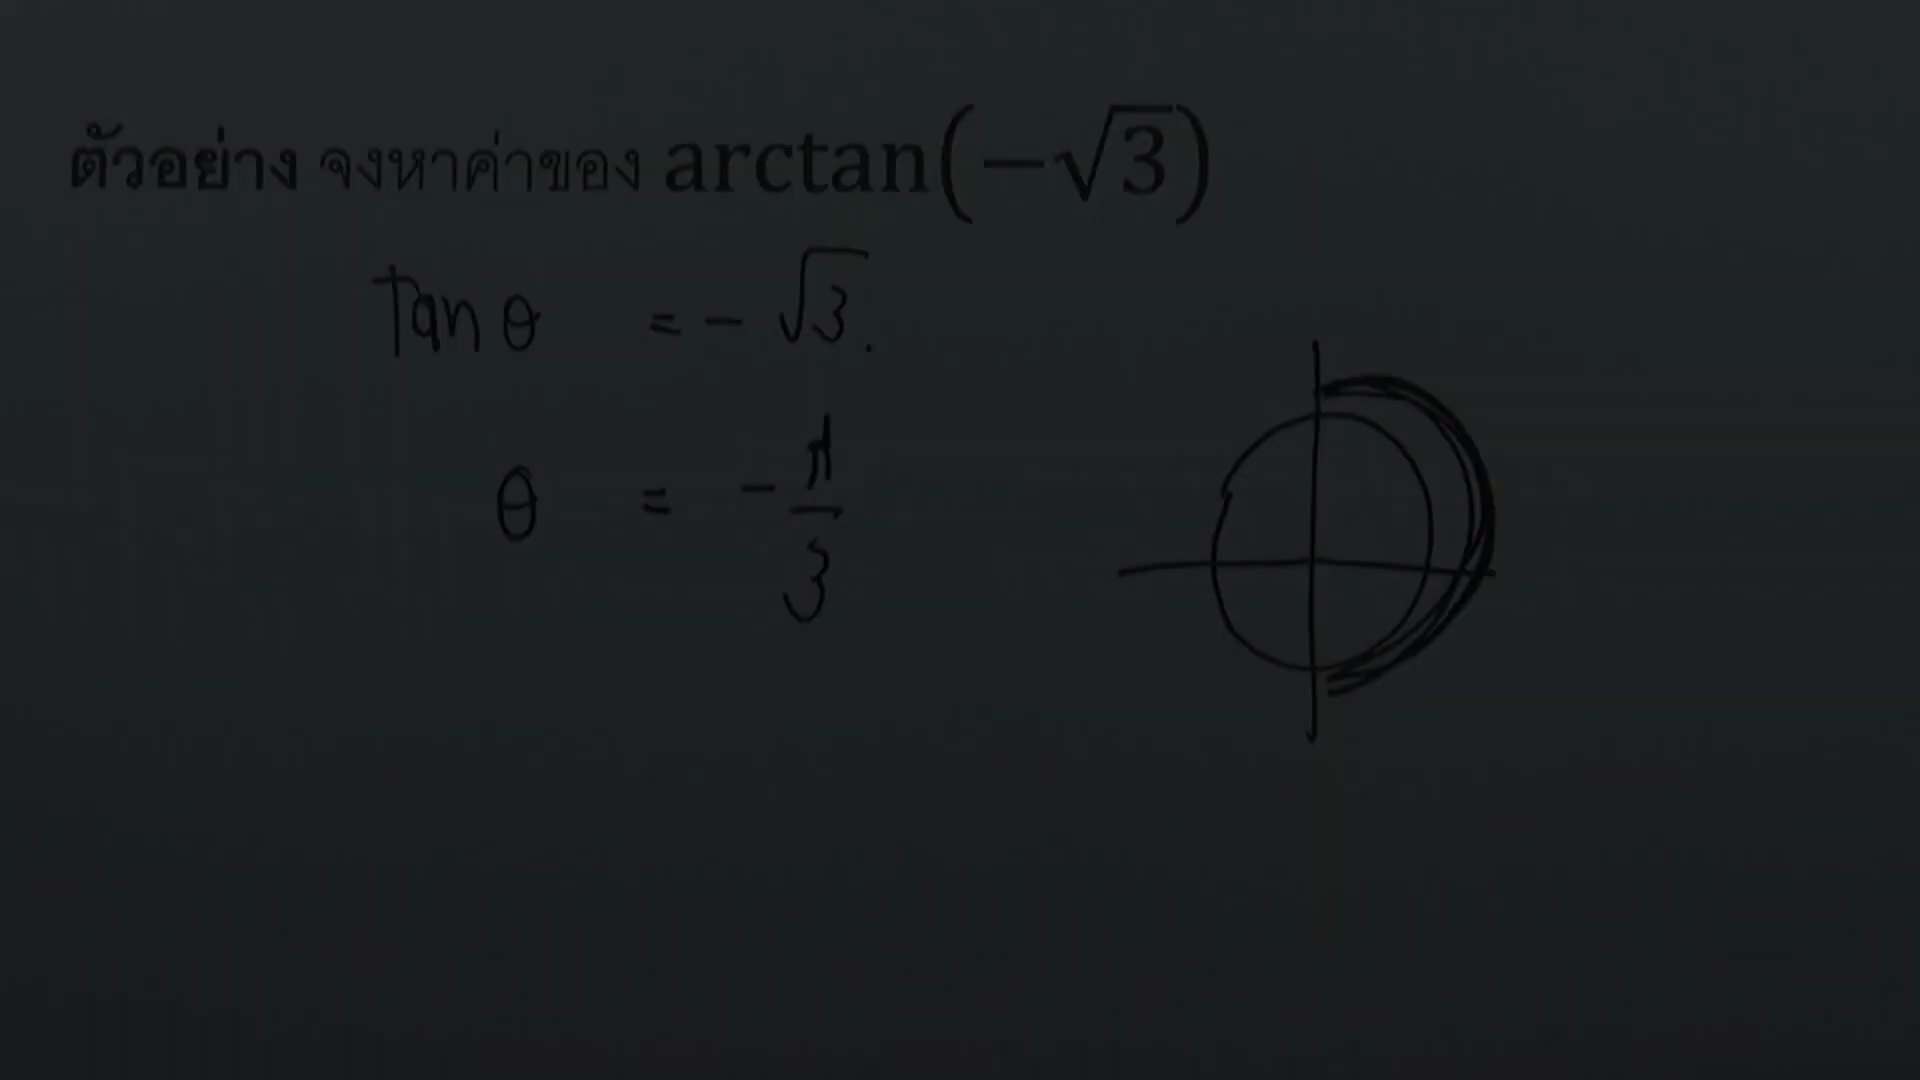 ตัวอย่าง จงหาค่าของ arctan(−√3)
tan θ = - √3.
θ = - π/3